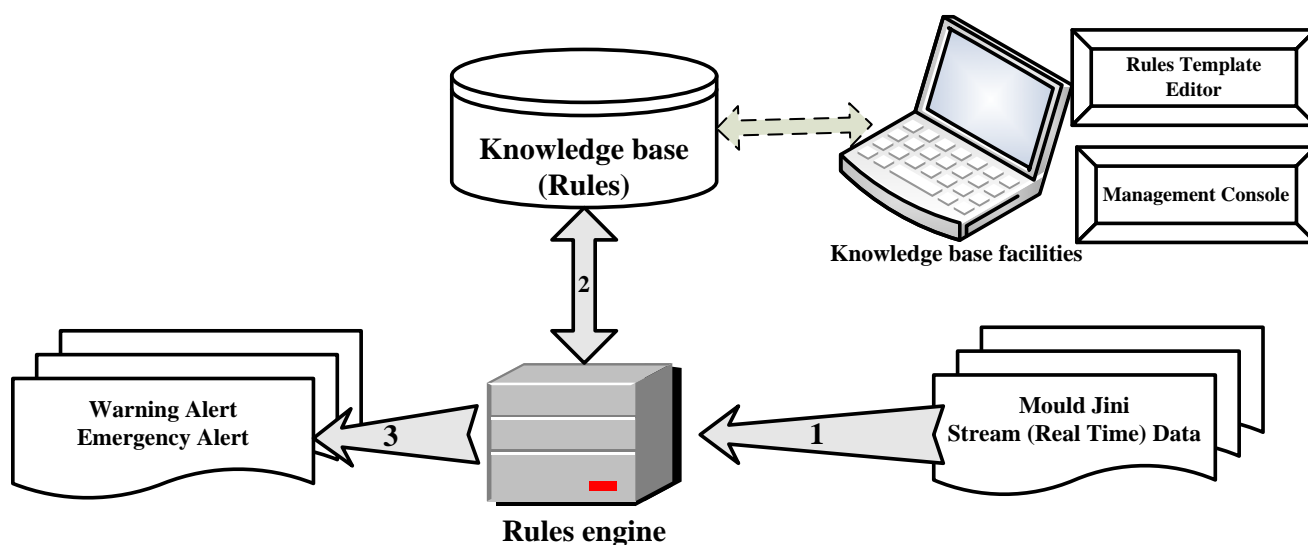 Rules Template
Editor
Knowledge base
(Rules)
Management Console
Knowledge base facilities
2
Warning Alert
Emergency Alert
3
1
Mould Jini
Stream (Real Time) Data
Rules engine